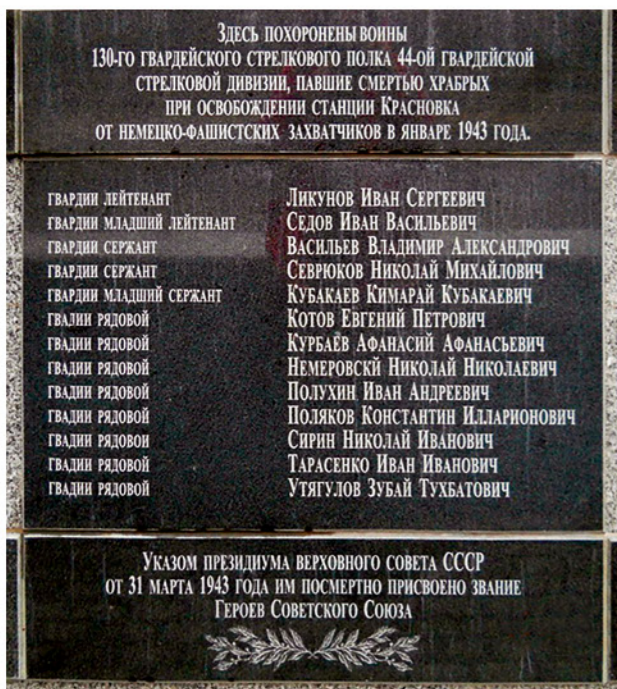 Здесь похоронены воины
130-го гвардейского стрелкового полка 44-ой гвардейской
стрелковой дивизии, павшие смертью храбрых
при освобождении станции Красновка
от немецко-фашистских захватчиков в январе 1943 года.
гвардии лейтенант Ликунов Иван Сергеевич
гвардии младший лейтенант Седов Иван Васильевич
гвардии сержант Васильев Владимир Александрович
гвардии сержант Севрюков Николай Михайлович
гвардии младший сержант Кубакаев Кимарай Кубакаевич
гвалии рядовой Котов Евгений Петрович
гвадии рядовой Курбаёв Афанасий Афанасьевич
гвадии рядовой Немеровскй Николай Николаевич
гвадии рядовой Полухин Иван Андреевич
гвадии рядовой Поляков Константин Илларионович
гвадии рядовой Сирин Николай Иванович
гвадии рядовой Тарасенко Иван Иванович
гвадии рядовой Утягулов Зубай Тухбатович
Указом президиума верховного совета СССР
от 31 марта 1943 года им посмертно присвоено звание
Героев Советского Союза